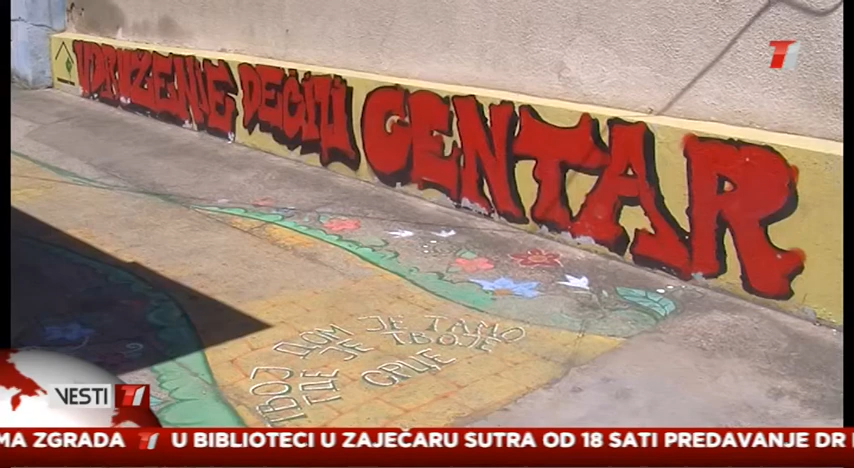 UDRUŽENJE DEČIJI CENTAR
ТВОЈ ДОМ ЈЕ ТАМО
ГДЕ ЈЕ ТВОЈЕ
СРЦЕ
VESTI
MA ZGRADA U BIBLIOTECI U ZAJEČARU SUTRA OD 18 SATI PREDAVANJE DR